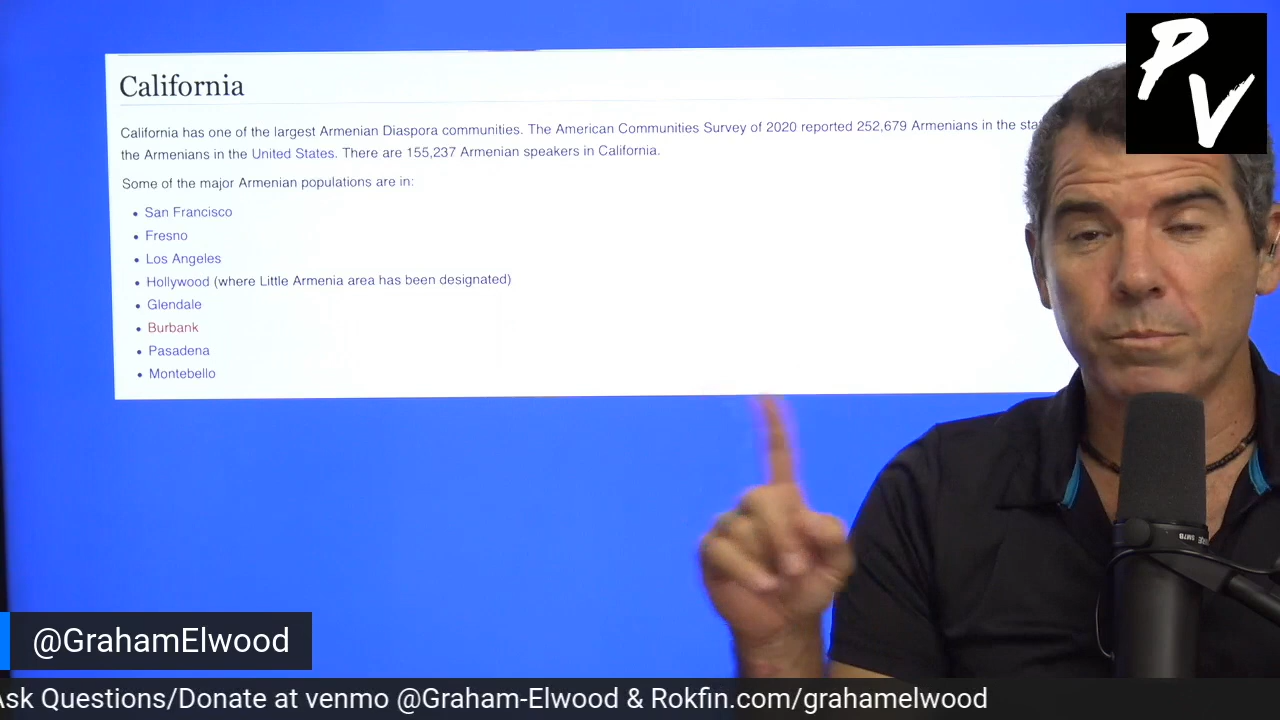 PV
California
California has one of the largest Armenian Diaspora communities. The American Communities Survey of 2020 reported 252,679 Armenians in the
the Armenians in the United States. There are 155,237 Armenian speakers in California.
Some of the major Armenian populations are in:
San Francisco
Fresno
Los Angeles
Hollywood (where Little Armenia area has been designated)
Glendale
Burbank
Pasadena
Montebello
SM7B
@GrahamElwood
Ask Questions/Donate at venmo @Graham-Elwood & Rokfin.com/grahamelwood